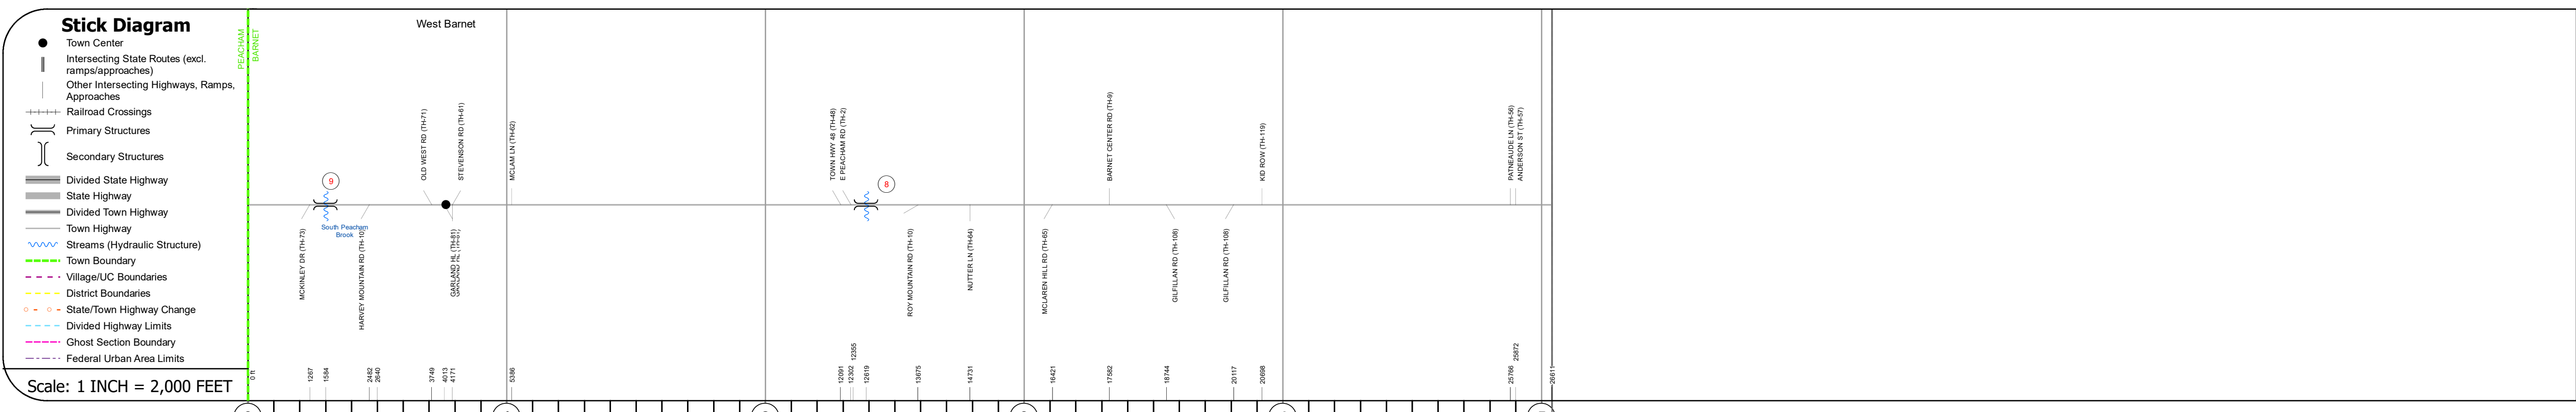 Stick Diagram
Town Center
Intersecting State Routes (excl.
ramps/approaches)
Other Intersecting Highways, Ramps,
Approaches
Railroad Crossings
Primary Structures
Secondary Structures
Divided State Highway
State Highway
Divided Town Highway
Town Highway
Streams (Hydraulic Structure)
Town Boundary
Village/UC Boundaries
District Boundaries
State/Town Highway Change
Divided Highway Limits
Ghost Section Boundary
Federal Urban Area Limits
Scale: 1 INCH = 2,000 FEET
PEACHAM
BARNET
West Barnet
OLD WEST RD (TH-71)
STEVENSON RD (TH-61)
MCLAM LN (TH-62)
TOWN HWY 48 (TH-48)
E PEACHAM RD (TH-2)
BARNET CENTER RD (TH-9)
KID ROW (TH-119)
PATNEAUDE LN (TH-56)
ANDERSON ST (TH-57)
9
8
South Peacham
Brook
MCKINLEY DR (TH-73)
HARVEY MOUNTAIN RD (TH-10)
GARLAND HL (TH-81)
ROY MOUNTAIN RD (TH-10)
NUTTER LN (TH-64)
MCLAREN HILL RD (TH-65)
GILFILLAN RD (TH-108)
GILFILLAN RD (TH-108)
0 ft
1267
1584
2482
2640
3749
4013
4171
5386
12091
12302
12355
12619
13675
14731
16421
17582
18744
20117
20698
25766
25872
26611